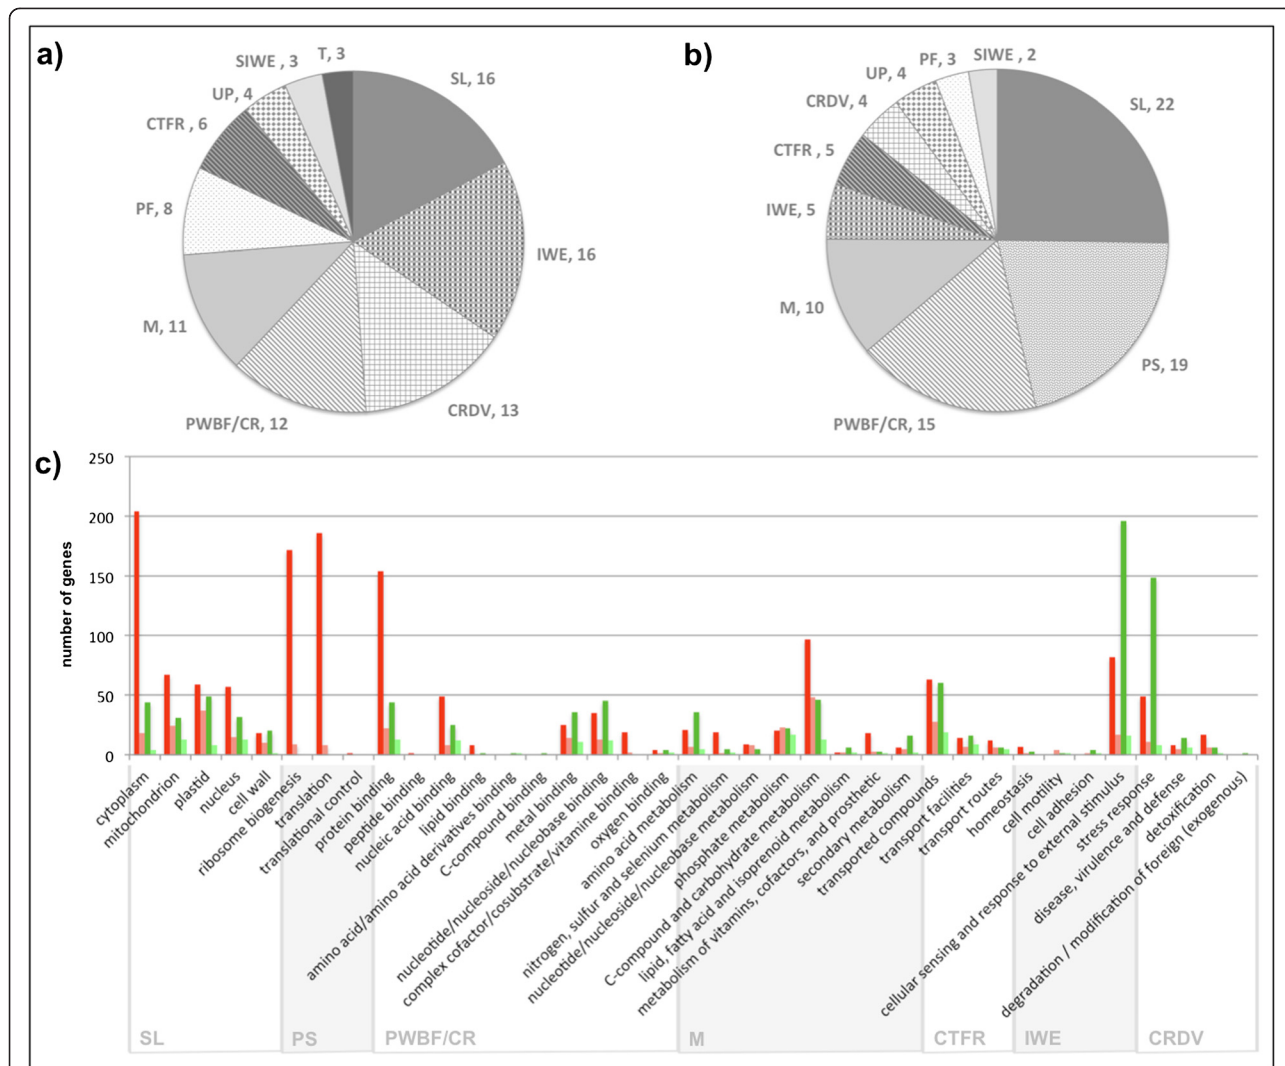 a)
T, 3
SIWE , 3
SL, 16
UP, 4
CTFR , 6
PF, 8
IWE, 16
M, 11
CRDV, 13
PWBF/CR, 12
b)
SIWE , 2
PF, 3
UP, 4
CRDV, 4
SL, 22
CTFR , 5
IWE, 5
M, 10
PS, 19
PWBF/CR, 15
c)
number of genes
250
200
150
100
50
0
cytoplasm
mitochondrion
plastid
nucleus
cell wall
ribosome biogenesis
translation
translational control
protein binding
peptide binding
nucleic acid binding
lipid binding
amino acid/amino acid derivatives binding
C-compound binding
metal binding
nucleotide/nucleoside/nucleobase binding
complex cofactor/cosubstrate/vitamine binding
oxygen binding
amino acid metabolism
nitrogen, sulfur and selenium metabolism
nucleotide/nucleoside/nucleobase metabolism
phosphate metabolism
C-compound and carbohydrate metabolism
lipid, fatty acid and isoprenoid metabolism
metabolism of vitamins, cofactors, and prosthetic
secondary metabolism
transported compounds
transport facilities
transport routes
homeostasis
cell motility
cell adhesion
cellular sensing and response to external stimulus
stress response
disease, virulence and defense
detoxification
degradation / modification of foreign (exogenous)
SL
PS
PWBF/CR
M
CTFR
IWE
CRDV